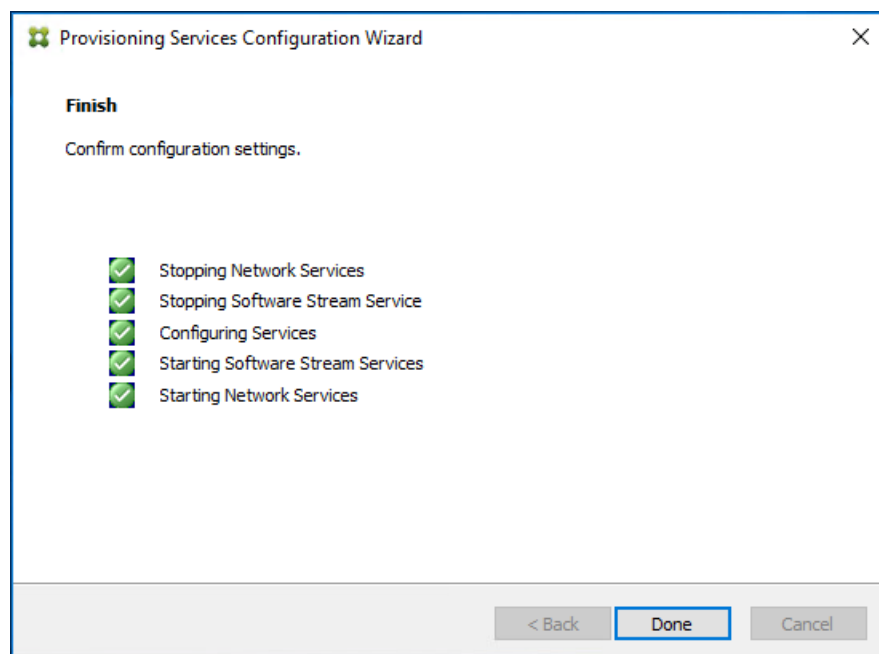 Provisioning Services Configuration Wizard
Finish
Confirm configuration settings.
Stopping Network Services
Stopping Software Stream Service
Configuring Services
Starting Software Stream Services
Starting Network Services
< Back Done Cancel